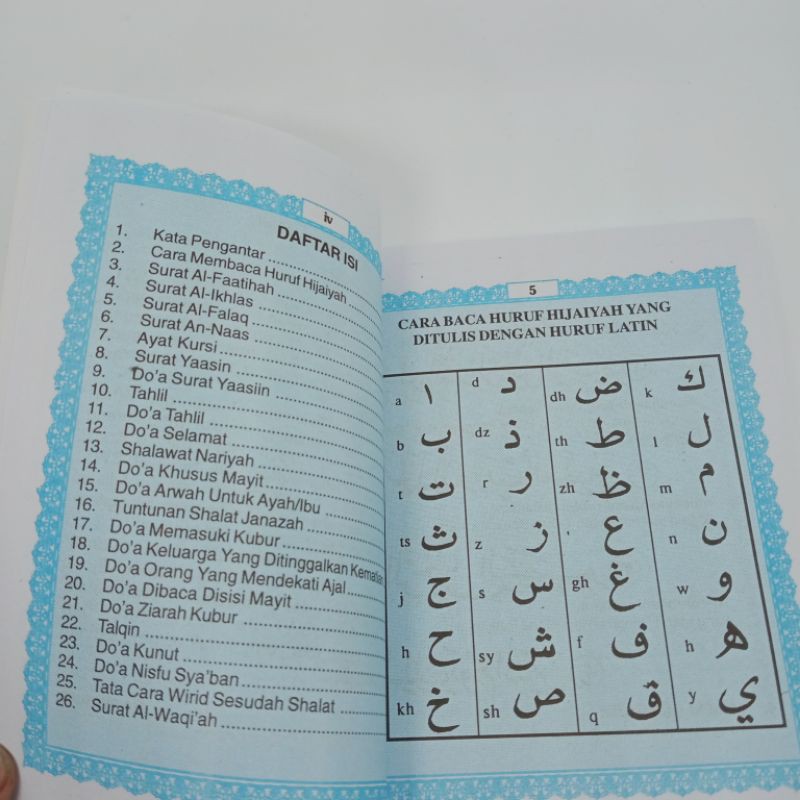 iv
DAFTAR ISI
1. Kata Pengantar
2. Cara Membaca Huruf Hijaiyah
3. Surat Al-Faatihah
4. Surat Al-Ikhlas
5. Surat Al-Falaq
6. Surat An-Naas
7. Ayat Kursi
8. Surat Yaasin
9. Do'a Surat Yaasiin
10. Tahlil
11. Do'a Tahlil
12. Do'a Selamat
13. Shalawat Nariyah
14. Do'a Khusus Mayit
15. Do'a Arwah Untuk Ayah/Ibu
16. Tuntunan Shalat Janazah
17. Do'a Memasuki Kubur
18. Do'a Keluarga Yang Ditinggalkan
19. Do'a Orang Yang Mendekati Ajal
20. Do'a Dibaca Disisi Mayit
21. Do'a Ziarah Kubur
22. Talqin
23. Do'a Kunut
24. Do'a Nisfu Sya'ban
25. Tata Cara Wirid Sesudah Shalat
26. Surat Al-Waqi'ah
5
CARA BACA HURUF HIJAIYAH YANG
DITULIS DENGAN HURUF LATIN
a ا d د dh ض k ك
b ب dz ذ th ط l ل
t ت r ر zh ظ m م
ts ث z ز ' ع n ن
j ج s س gh غ w و
h ح sy ش f ف h ه
kh خ sh ص q ق y ي